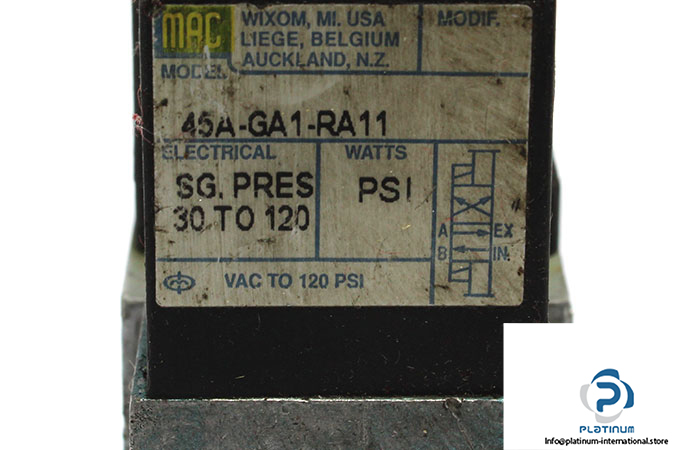 MAC
WIXOM, MI. USA
LIEGE, BELGIUM
AUCKLAND, N.Z.
MODIF.
MODEL
45A-GA1-RA11
ELECTRICAL
WATTS
SG. PRES
30 TO 120
PSI
A EX
B IN.
VAC TO 120 PSI
PLATINUM
Info@platinum-international.store